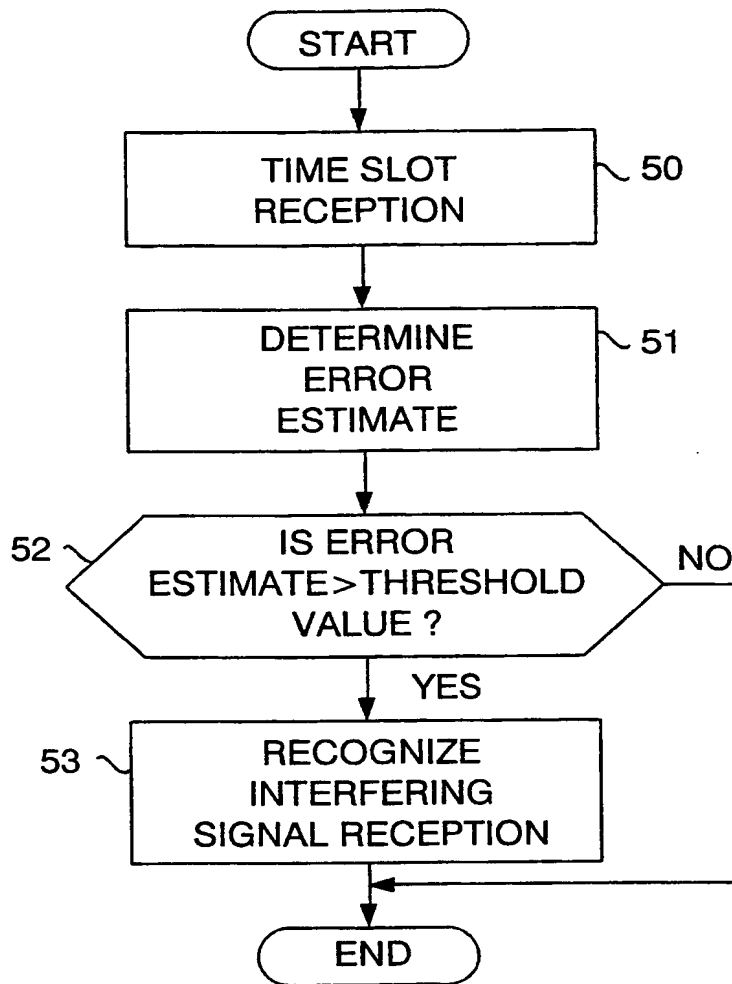 START
TIME SLOT
RECEPTION
50
DETERMINE
ERROR
ESTIMATE
51
52
IS ERROR
ESTIMATE>THRESHOLD
VALUE ?
NO
YES
53
RECOGNIZE
INTERFERING
SIGNAL RECEPTION
END